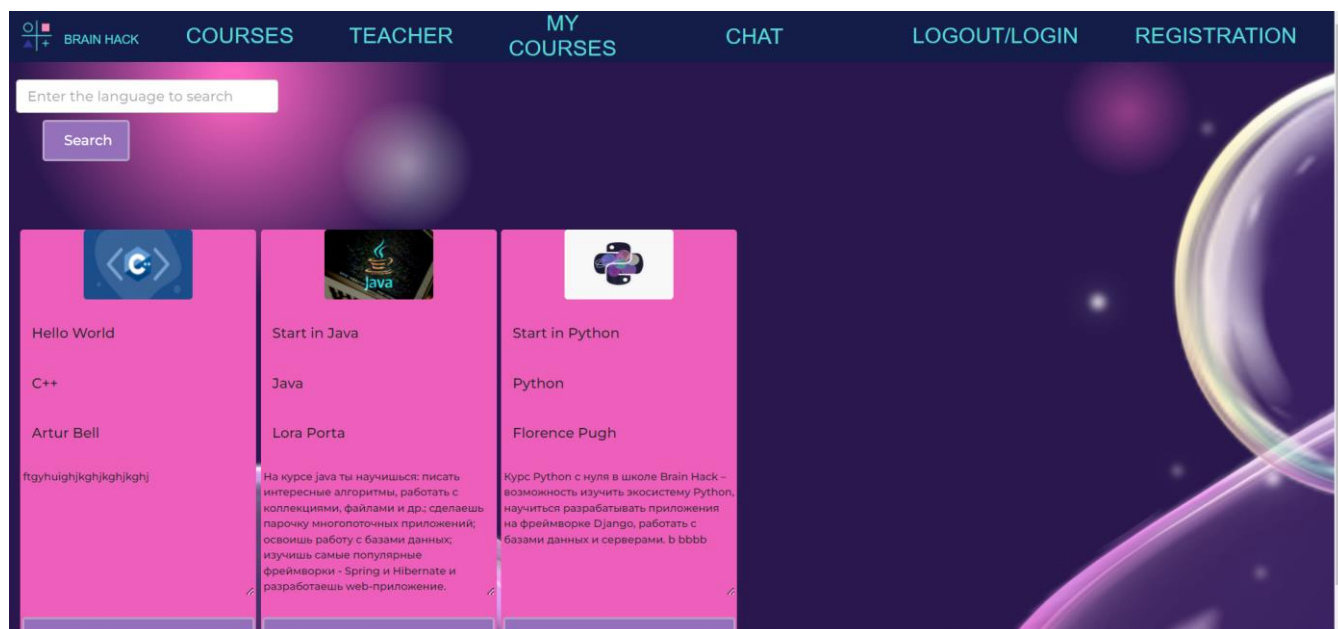 BRAIN HACK
COURSES
TEACHER
MY
COURSES
CHAT
LOGOUT/LOGIN
REGISTRATION
Enter the language to search
Search
C++
Hello World
C++
Artur Bell
ftgyhuighjkghjkghjkghj
Java
Start in Java
Java
Lora Porta
На курсе java ты научишься: писать
интересные алгоритмы, работать с
коллекциями, файлами и др.; сделаешь
парочку многопоточных приложений;
освоишь работу с базами данных;
изучишь самые популярные
фреймворки - Spring и Hibernate и
разработаешь web-приложение.
Start in Python
Python
Florence Pugh
Курс Python с нуля в школе Brain Hack –
возможность изучить экосистему Python,
научиться разрабатывать приложения
на фреймворке Django, работать с
базами данных и серверами. b bbbb